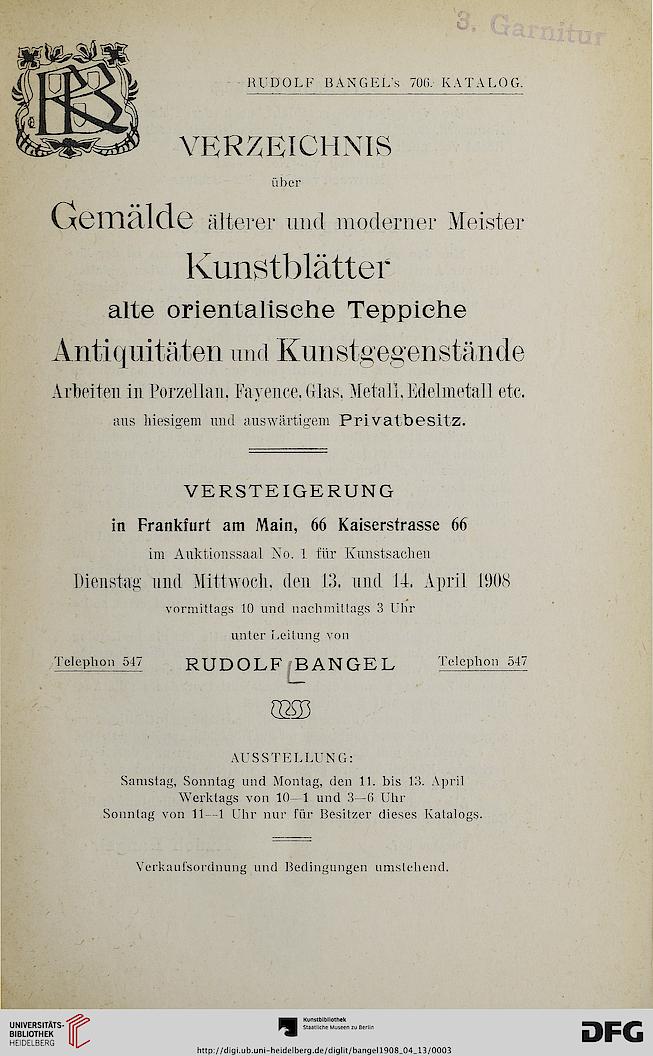 3. Garnitur
RUDOLF BANGEL's 706. KATALOG.
VERZEICHNIS
über
Gemälde älterer und moderner Meister
Kunstblätter
alte orientalische Teppiche
Antiquitäten und Kunstgegenstände
Arbeiten in Porzellan, Fayence, Glas, Metall, Edelmetall etc.
aus hiesigem und auswärtigem Privatbesitz.
VERSTEIGERUNG
in Frankfurt am Main, 66 Kaiserstrasse 66
im Auktionssaal No. 1 für Kunstsachen
Dienstag und Mittwoch, den 13. und 14. April 1908
vormittags 10 und nachmittags 3 Uhr
unter Leitung von
Telephon 547 RUDOLF BANGEL Telephon 547
AUSSTELLUNG:
Samstag, Sonntag und Montag, den 11. bis 13. April
Werktags von 10—1 und 3—6 Uhr
Sonntag von 11—1 Uhr nur für Besitzer dieses Katalogs.
Verkaufsordnung und Bedingungen umstehend.
UNIVERSITÄTS-
BIBLIOTHEK
HEIDELBERG
Kunstbibliothek
Staatliche Museen zu Berlin
DFG
http://digi.ub.uni-heidelberg.de/diglit/bangel1908_04_13/0003